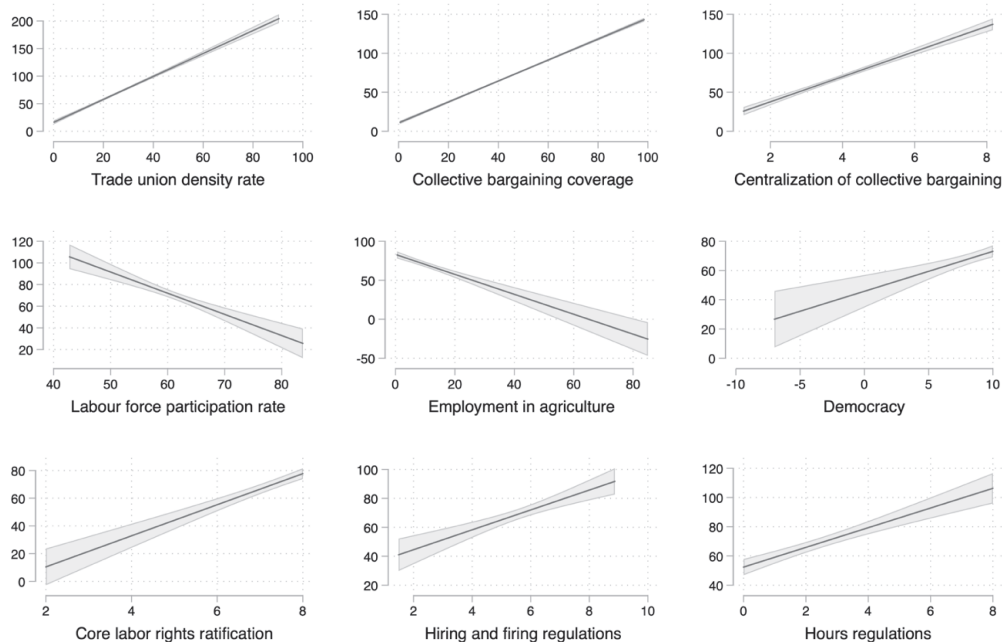 200
150
100
50
0
0 20 40 60 80 100
Trade union density rate
150
100
50
0
0 20 40 60 80 100
Collective bargaining coverage
150
100
50
0
2 4 6 8
Centralization of collective bargaining
120
100
80
60
40
20
40 50 60 70 80
Labour force participation rate
100
50
0
-50
0 20 40 60 80
Employment in agriculture
80
60
40
20
0
-10 -5 0 5 10
Democracy
80
60
40
20
0
2 4 6 8
Core labor rights ratification
100
80
60
40
20
2 4 6 8 10
Hiring and firing regulations
120
100
80
60
40
0 2 4 6 8
Hours regulations